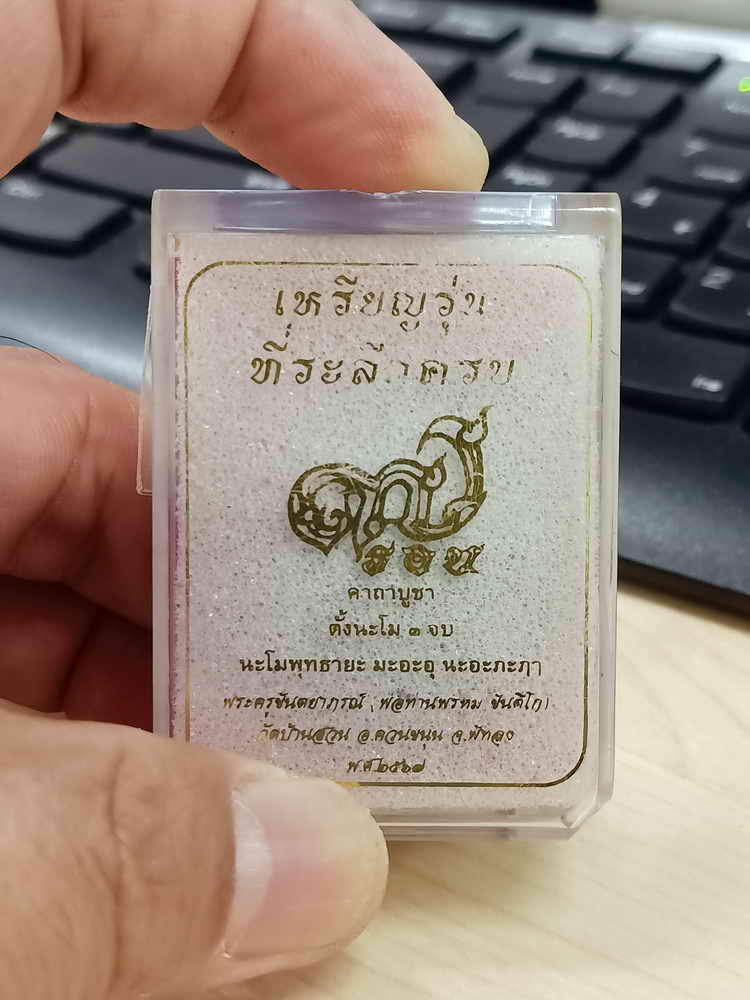 เหรียญรุ่น
ที่ระลึกครบ
๖ รอบ
คาถาบูชา
ตั้งนะโม ๓ จบ
นะโมพุทธายะ มะอะอุ นะอะภะภา
พระครูขันตยาภรณ์ (พ่อท่านพรหม ขันติโก)
วัดบ้านสวน อ.ควนขนุน จ.พัทลุง
พ.ศ.๒๕๖๗